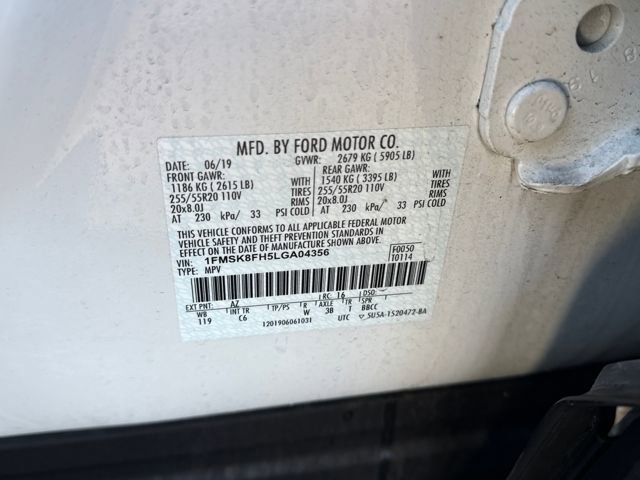 MFD. BY FORD MOTOR CO.
DATE: 06/19 GVWR: 2679 KG ( 5905 LB)
FRONT GAWR: REAR GAWR:
1186 KG ( 2615 LB) 1540 KG ( 3395 LB)
255/55R20 110V TIRES 255/55R20 110V TIRES
20x8.0J RIMS 20x8.0J RIMS
AT 230 kPa/ 33 PSI COLD AT 230 kPa/ 33 PSI COLD
THIS VEHICLE CONFORMS TO ALL APPLICABLE FEDERAL MOTOR
VEHICLE SAFETY AND THEFT PREVENTION STANDARDS IN
EFFECT ON THE DATE OF MANUFACTURE SHOWN ABOVE.
VIN: 1FMSK8FH5LGA04356 F0050
TYPE: MPV T0114
EXT PNT: AZ RC: 16 DSO:
WB INT TR TP/PS R AXLE TR SPR
119 C6 W 3B T BBCC
1201906061031 UTC SU5A-1520472-BA